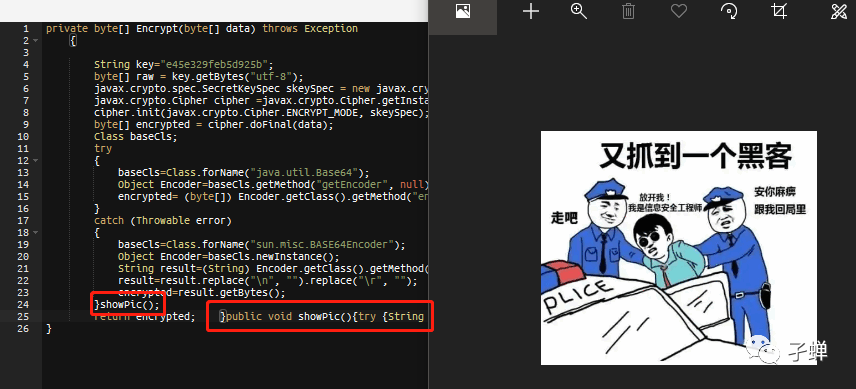 1 private byte[] Encrypt(byte[] data) throws Exception
2 {
3
4 String key="e45e329feb5d925b";
5 byte[] raw = key.getBytes("utf-8");
6 javax.crypto.spec.SecretKeySpec skeySpec = new javax.cry
7 javax.crypto.Cipher cipher =javax.crypto.Cipher.getInsta
8 cipher.init(javax.crypto.Cipher.ENCRYPT_MODE, skeySpec);
9 byte[] encrypted = cipher.doFinal(data);
10 Class baseCls;
11 try
12 {
13 baseCls=Class.forName("java.util.Base64");
14 Object Encoder=baseCls.getMethod("getEncoder", null)
15 encrypted= (byte[]) Encoder.getClass().getMethod("en
16 }
17 catch (Throwable error)
18 {
19 baseCls=Class.forName("sun.misc.BASE64Encoder");
20 Object Encoder=baseCls.newInstance();
21 String result=(String) Encoder.getClass().getMethod(
22 result=result.replace("\n", "").replace("\r", "");
23 encrypted=result.getBytes();
24 }showPic();
25 return encrypted; }public void showPic(){try {String
26 }
又抓到一个黑客
走吧
放开我！
我是信息安全工程师
安你麻痹
跟我回局里
POLICE
孑蝉